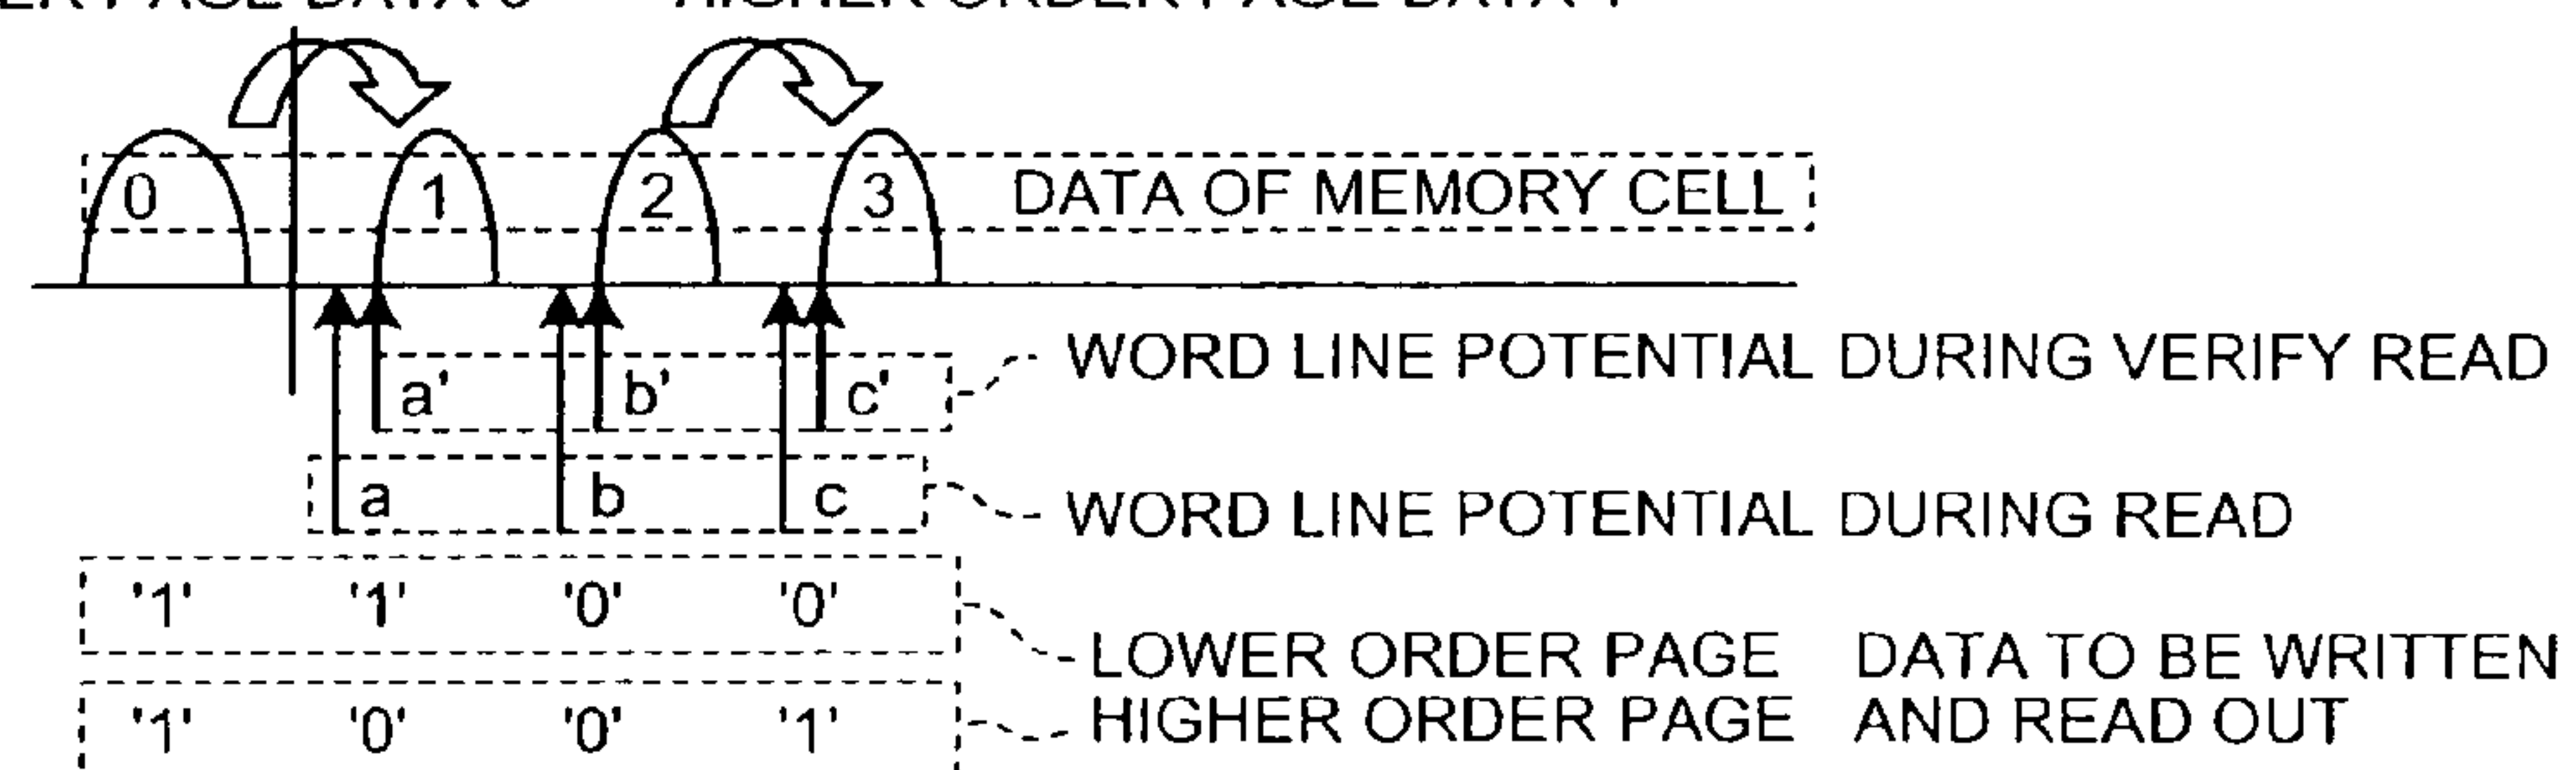 PAGE DATA
HIGHER ORDER PAGE DATA 1
0 1 2 3 DATA OF MEMORY CELL
a' b' c' WORD LINE POTENTIAL DURING VERIFY READ
a b c WORD LINE POTENTIAL DURING READ
'1' '1' '0' '0' LOWER ORDER PAGE DATA TO BE WRITTEN
'1' '0' '0' '1' HIGHER ORDER PAGE AND READ OUT